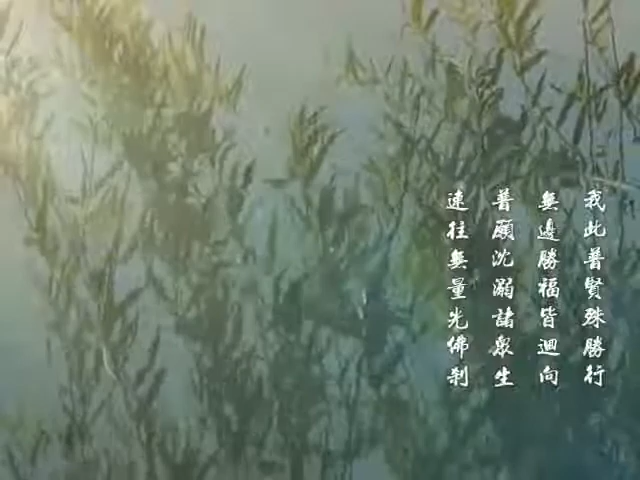 我此普賢殊勝行
無邊勝福皆迴向
普願沈溺諸眾生
速往無量光佛剎